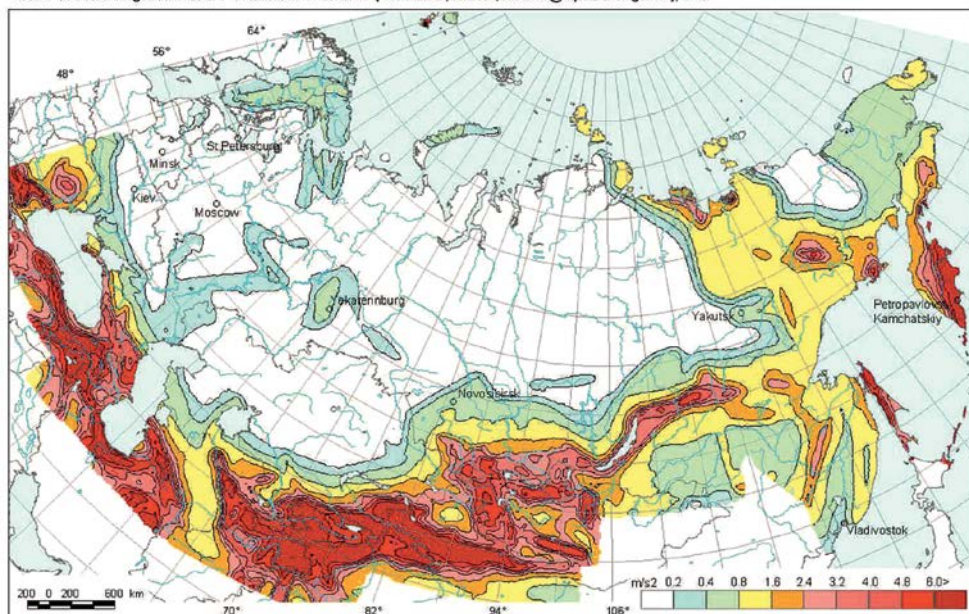 64°
56°
48°
St.Petersburg
Minsk
Kiev
Moscow
Yekaterinburg
Yakutsk
Petropavlovsk
Kamchatskiy
Novosibirsk
Vladivostok
m/s2 0.2 0.4 0.8 1.6 2.4 3.2 4.0 4.8 6.0>
200 0 200 600 km
70° 82° 94° 106°